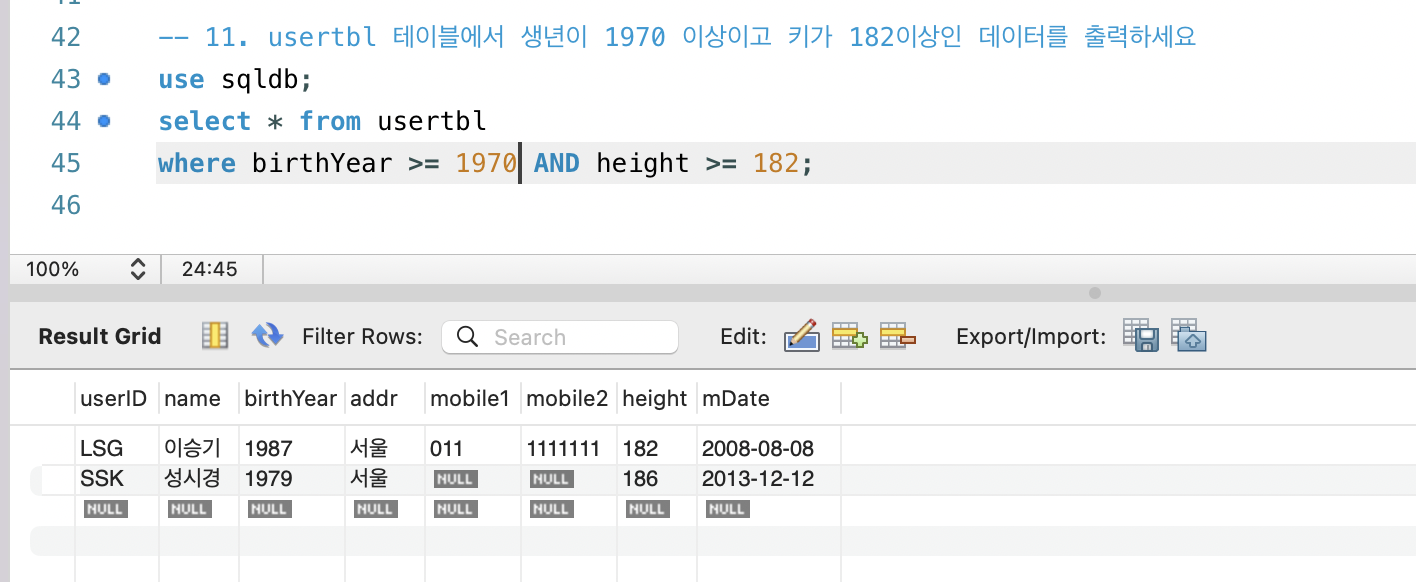 42 -- 11. usertbl 테이블에서 생년이 1970 이상이고 키가 182이상인 데이터를 출력하세요
43 use sqldb;
44 select * from usertbl
45 where birthYear >= 1970 AND height >= 182;
46
100% 24:45
Result Grid Filter Rows: Search Edit: Export/Import:
userID name birthYear addr mobile1 mobile2 height mDate
LSG 이승기 1987 서울 011 1111111 182 2008-08-08
SSK 성시경 1979 서울 NULL NULL 186 2013-12-12
NULL NULL NULL NULL NULL NULL NULL NULL